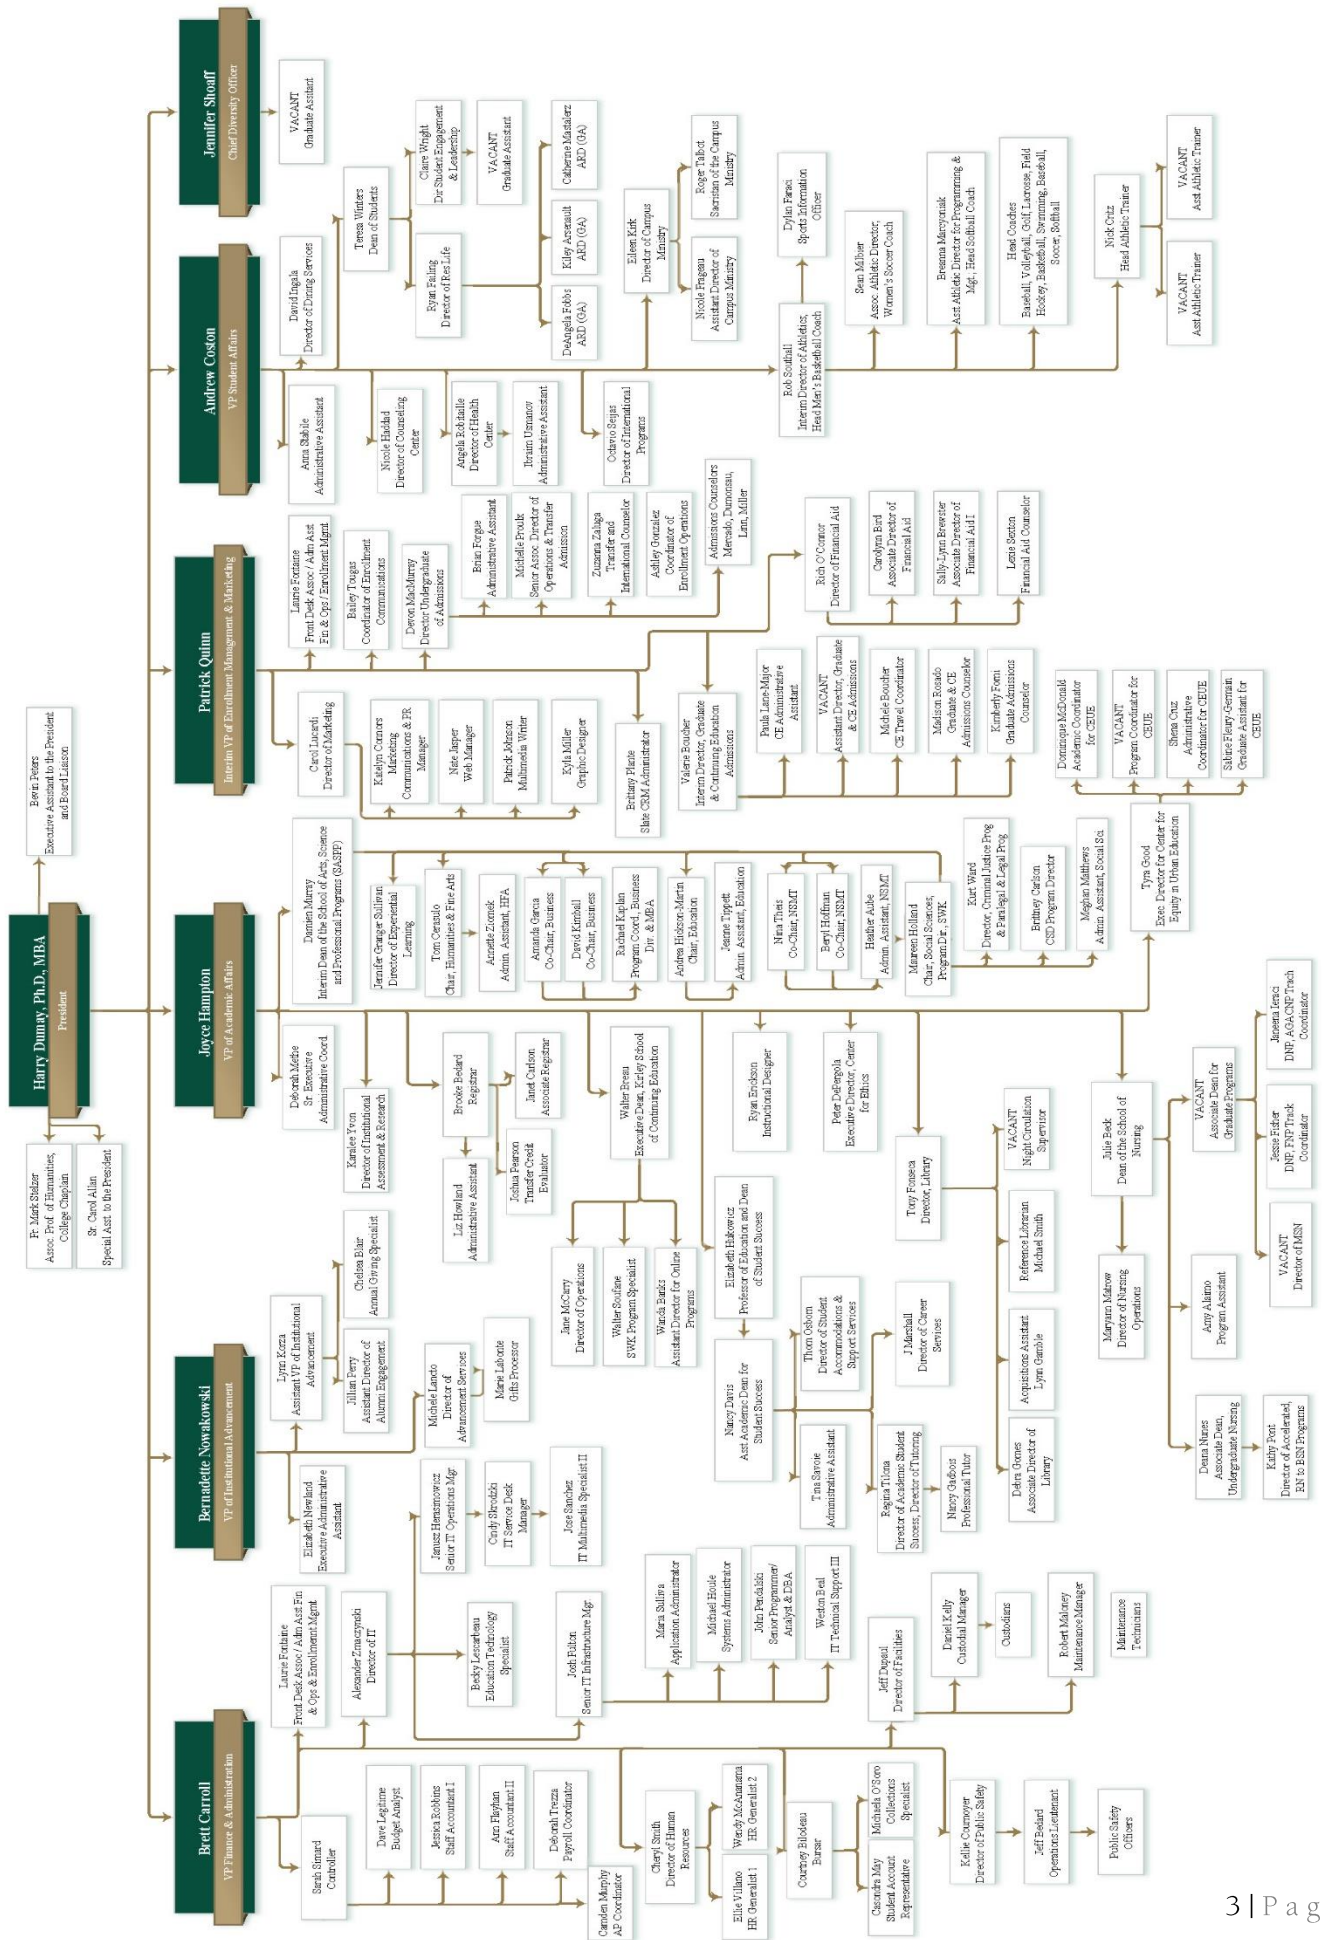 Harry Dumay, Ph.D., MBA
President
Fr. Mark Stelzer
Assoc. Prof. of Humanities,
College Chaplain
Sr. Carol Allan
Special Asst. to the President
Bevin Peters
Executive Assistant to the President
and Board Liaison
Brett Carroll
VP Finance & Administration
Sarah Simard
Controller
Dave Legitime
Budget Analyst
Jessica Robbins
Staff Accountant I
Ann Flayhan
Staff Accountant II
Deborah Trezza
Payroll Coordinator
Camden Murphy
AP Coordinator
Laurie Fontaine
Front Desk Assoc / Adm Asst Fin
& Ops & Enrollmennt Mgmt
Alexander Zmaczynski
Director of IT
Janusz Herasmiowicz
Senior IT Operations Mgr
Cindy Skrodzki
IT Service Desk
Manager
Jose Sanchez
IT Multimedia Specialist II
Becky Lescarbeau
Education Technology
Specialist
Josh Polton
Senior IT Infrastructure Mgr
Maria Sulliva
Application Administrator
Michael Houle
Systems Administrator
John Pendalski
Senior Programmer/
Analyst & DBA
Weston Beal
IT Technical Support III
Cheryl Smith
Director of Human
Resources
Ellie Villano
HR Generalist 1
Wendy McAnanama
HR Generalist 2
Courtney Bilodeau
Bursar
Casondra May
Student Account
Representative
Michaela O'Soro
Collections
Specialist
Jeff Dupaul
Director of Facilities
Daniel Kelly
Custodial Manager
Custodians
Robert Maloney
Maintenance Manager
Maintenance
Technicians
Kellie Cournoyer
Director of Public Safety
Jeff Bedard
Operations Lieutenant
Public Safety
Officers
Bernadette Nowakowski
VP of Institutional Advancement
Elizabeth Newland
Executive Administrative
Assistant
Lynn Korza
Assistant VP of Institutional
Advancement
Jillian Perry
Assistant Director of
Alumni Engagement
Chelsea Blair
Annual Giving Specialist
Michele Lancto
Director of
Advancement Services
Marie Labonte
Gifts Processor
Joyce Hampton
VP of Academic Affairs
Deborah Methe
Sr. Executive
Administrative Coord.
Karalee Yvon
Director of Institutional
Assessment & Research
Brooke Bedard
Registrar
Liz Howland
Administrative Assistant
Janet Carlson
Associate Registrar
Joshua Pearson
Transfer Credit
Evaluator
Walter Breau
Executive Dean, Kirley School
of Continuing Education
Jane McCarry
Director of Operations
Walter Soufane
SWK Program Specialist
Wanda Banks
Assistant Director for Online
Programs
Elizabeth Hukowicz
Professor of Education and Dean
of Student Success
Nancy Davis
Asst Academic Dean for
Student Success
Tina Savoie
Administrative Assistant
Thom Osborn
Director of Student
Accommodations &
Support Services
Regina Tilona
Director of Academic Student
Success, Director of Tutoring
Nancy Gadbois
Professional Tutor
J Marshall
Director of Career
Services
Ryan Erickson
Instructional Designer
Peter DePergola
Executive Director, Center
for Ethics
Tony Fonseca
Director, Library
Debra Gomes
Associate Director of
Library
Acquisitions Assistant
Lynn Gamble
Reference Librarian
Michael Smith
VACANT
Night Circulation
Supervisor
Julie Beck
Dean of the School of
Nursing
Maryann Matrow
Director of Nursing
Operations
Deana Nunes
Associate Dean,
Undergraduate Nursing
Kathy Pont
Director of Accelerated,
RN to BSN Programs
Amy Alaimo
Program Assistant
VACANT
Associate Dean for
Graduate Programs
VACANT
Director of MSN
Jessie Fisher
DNP, FNP Track
Coordinator
Janeena Ieraci
DNP, AGACNP Trach
Coordinator
Damien Murray
Interim Dean of the School of Arts, Science
and Professional Programs (SASPP)
Jennifer Granger-Sullivan
Director of Experiential
Learning
Tom Cerasulo
Chair, Humanities & Fine Arts
Annette Ziomek
Admin. Assistant, HFA
Amanda Garcia
Co-Chair, Business
David Kimball
Co-Chair, Business
Rachael Kaplan
Program Coord., Business
Div. & MBA
Andrea Hickson-Martin
Chair, Education
Jeanne Tippett
Admin. Assistant, Education
Nina Theis
Co-Chair, NSMT
Beryl Hoffman
Co-Chair, NSMT
Heather Aube
Admin. Assistant, NSMT
Maureen Holland
Chair, Social Sciences,
Program Dir., SWK
Kurt Ward
Director, Criminal Justice Prog
& Paralegal & Legal Prog
Brittney Carlson
CSD Program Director
Meghan Matthews
Admin. Assistant, Social Sci
Tyra Good
Exec. Director for Center for
Equity in Urban Education
Dominique McDonald
Academic Coordinator
for CEUE
VACANT
Program Coordinator for
CEUE
Shena Cruz
Administrative
Coordinator for CEUE
Sabine Fleury-Germain
Graduate Assistant for
CEUE
Patrick Quinn
Interim VP of Enrollment Management & Marketing
Carol Lucardi
Director of Marketing
Katelyn Connors
Marketing
Communications & PR
Manager
Nate Jasper
Web Manager
Patrick Johnson
Multimedia Writer
Kyla Miller
Graphic Designer
Laurie Fontaine
Front Desk Assoc / Adm Ast
Fin & Ops / Enrollment Mgmt
Bailey Tougas
Coordinator of Enrollment
Communications
Devon MacMurray
Director Undergraduate
of Admissions
Brian Forgue
Administrative Assistant
Michelle Proulx
Senior Assoc. Director of
Operations & Transfer
Admission
Zuzanna Zaluga
Transfer and
International Counselor
Ashley Gonzalez
Coordinator of
Enrollment Operations
Admissions Counselors
Mercado, Dumonsau,
Linn, Miller
Brittany Plante
Slate CRM Administrator
Valerie Boucher
Interim Director, Graduate
& Continuing Education
Admissions
Paula Lane-Major
CE Administrative
Assistant
VACANT
Assistant Director, Graduate
& CE Admissions
Michele Boucher
CE Travel Coordinator
Madison Rosado
Graduate & CE
Admissions Counselor
Kimberly Forni
Graduate Admissions
Counselor
Rich O'Connor
Director of Financial Aid
Carolynn Bird
Associate Director of
Financial Aid
Sally-Lynn Brewster
Associate Director of
Financial Aid I
Lexie Sexton
Financial Aid Counselor
Andrew Coston
VP Student Affairs
Anna Stabile
Administrative Assistant
Nicole Haddad
Director of Counseling
Center
Angela Robitaille
Director of Health
Center
Ibraim Usmanov
Administrative Assistant
Octavio Seijas
Director of International
Programs
David Ingala
Director of Dining Services
Teresa Winters
Dean of Students
Ryan Failing
Director of Res Life
Claire Wright
Dir Student Engagement
& Leadership
VACANT
Graduate Assistant
DeAngela Fobbs
ARD (GA)
Kiley Arsenault
ARD (GA)
Catherine Mastalerz
ARD (GA)
Eileen Kirk
Director of Campus
Ministry
Nicole Frageau
Assistant Director of
Campus Ministry
Roger Talbot
Sacristan of the Campus
Ministry
Rob Southall
Interim Director of Athletics,
Head Men's Basketball Coach
Dylan Faraci
Sports Information
Officer
Sean Milbier
Assoc. Athletic Director,
Women's Soccer Coach
Breanna Marcyoniak
Asst Athletic Director for Programming &
Mgt., Head Softball Coach
Head Coaches
Baseball, Volleyball, Golf, Lacrosse, Field
Hockey, Basketball, Swimming, Baseball,
Soccer, Softball
Nick Critz
Head Athletic Trainer
VACANT
Asst Athletic Trainer
VACANT
Asst Athletic Trainer
Jennifer Shoaff
Chief Diversity Officer
VACANT
Graduate Assitant
3 | P a g